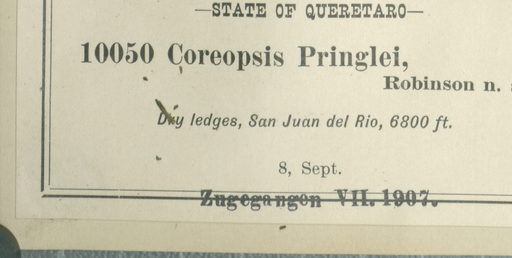 —STATE OF QUERETARO—
10050 Coreopsis Pringlei,
Robinson n.
Dry ledges, San Juan del Rio, 6800 ft.
8, Sept.
Zugegangen VII. 1907.